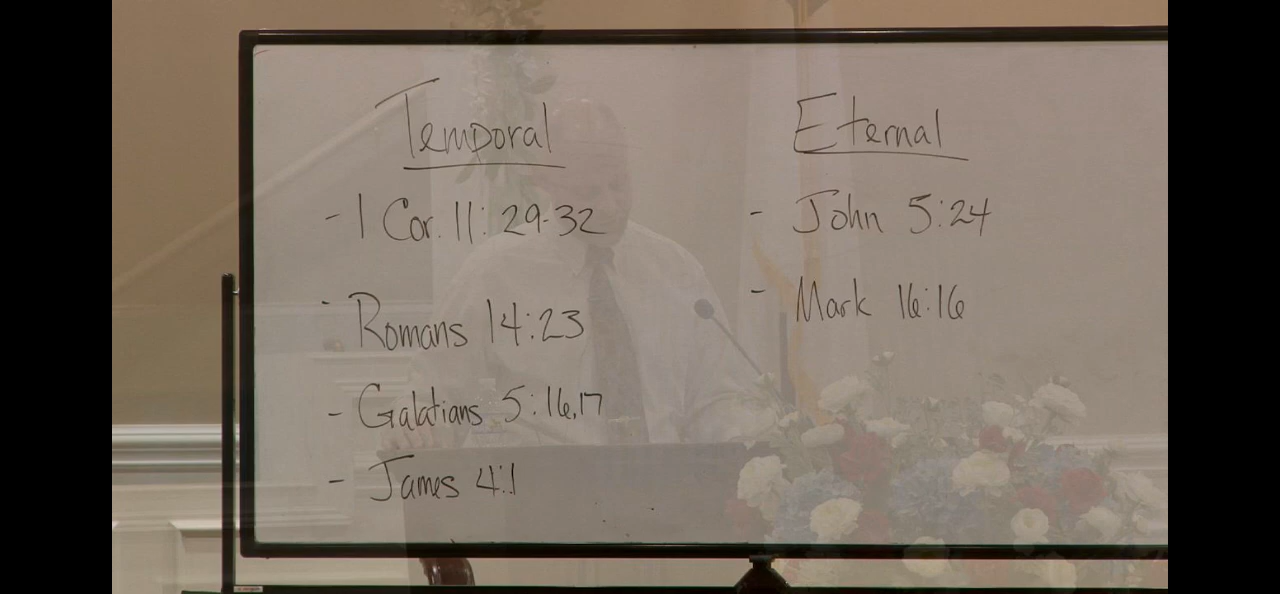 Temporal
- 1 Cor. 11: 29-32
- Romans 14:23
- Galatians 5:16,17
- James 4:1
Eternal
- John 5:24
- Mark 16:16